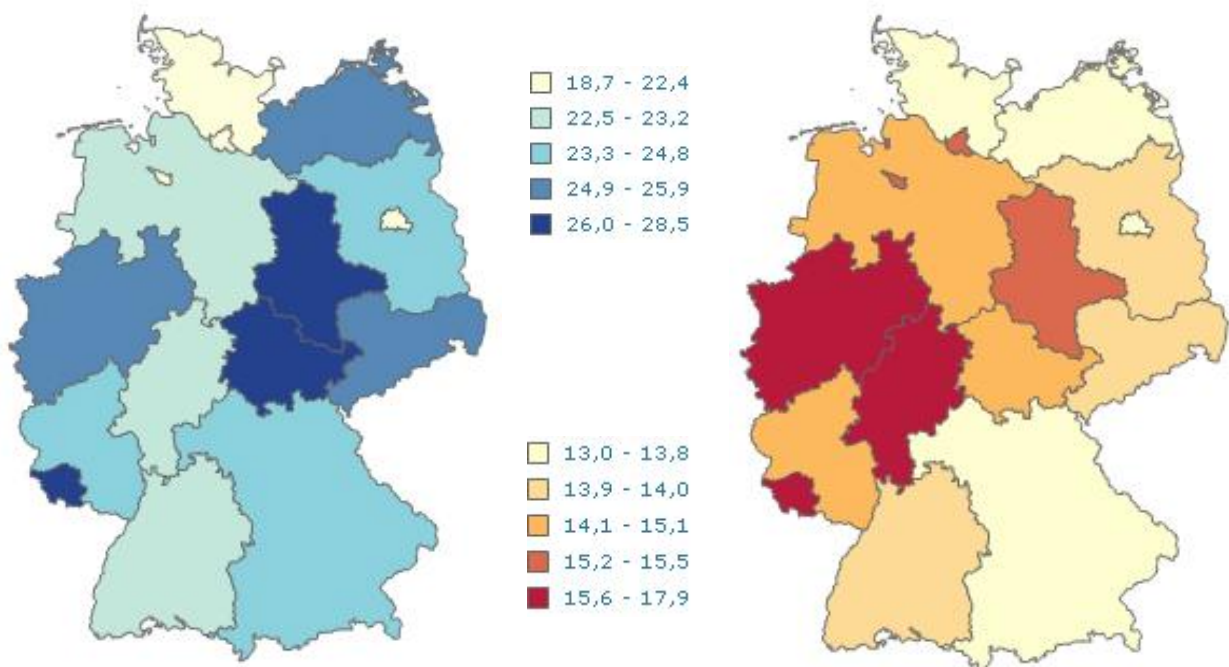 18,7 - 22,4
22,5 - 23,2
23,3 - 24,8
24,9 - 25,9
26,0 - 28,5
13,0 - 13,8
13,9 - 14,0
14,1 - 15,1
15,2 - 15,5
15,6 - 17,9